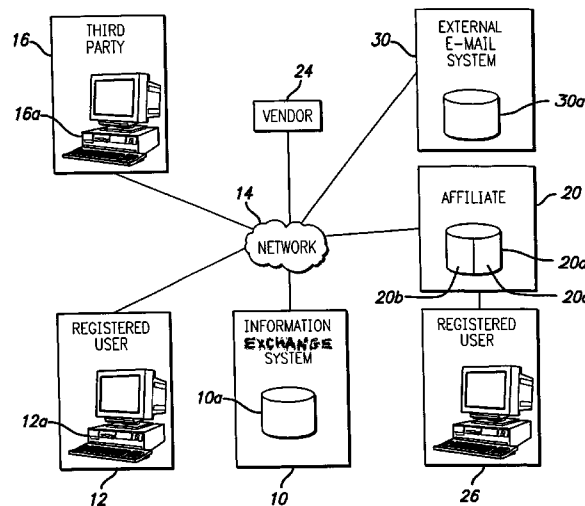 16
THIRD
PARTY
16a
24
VENDOR
30
EXTERNAL
E-MAIL
SYSTEM
30a
14
NETWORK
AFFILIATE
20
20a
20b
20c
REGISTERED
USER
12a
12
INFORMATION
EXCHANGE
SYSTEM
10a
10
REGISTERED
USER
26